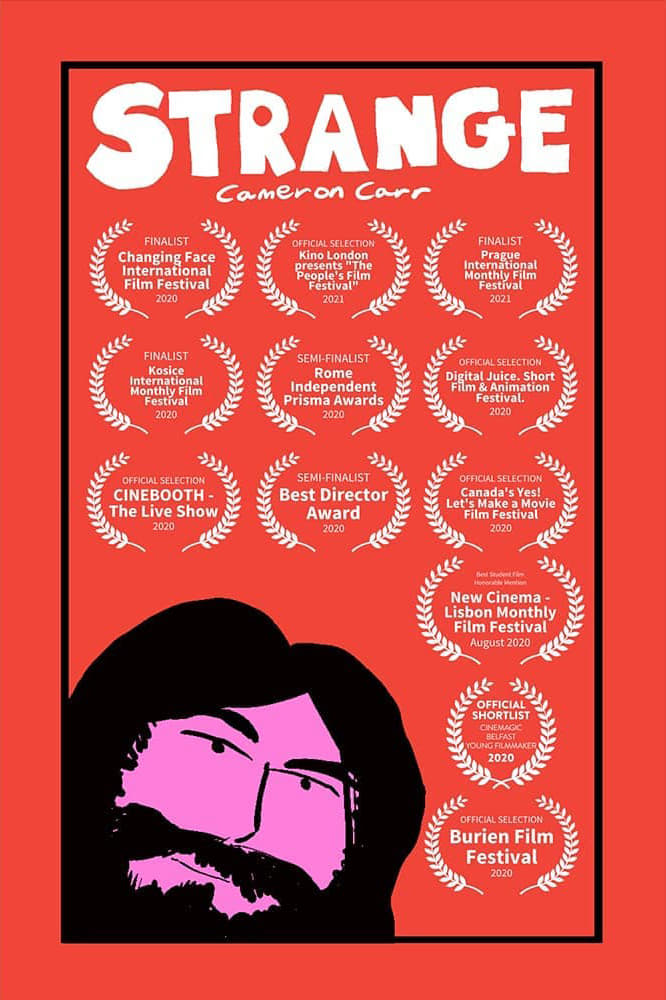 STRANGE
Cameron Carr
FINALIST
Changing Face
International
Film Festival
2020
OFFICIAL SELECTION
Kino London
presents "The
People's Film
Festival"
2021
FINALIST
Prague
International
Monthly Film
Festival
2021
FINALIST
Kosice
International
Monthly Film
Festival
2020
SEMI-FINALIST
Rome
Independent
Prisma Awards
2020
OFFICIAL SELECTION
Digital Juice. Short
Film & Animation
Festival.
2020
OFFICIAL SELECTION
CINEBOOTH -
The Live Show
2020
SEMI-FINALIST
Best Director
Award
2020
OFFICIAL SELECTION
Canada's Yes!
Let's Make a Movie
Film Festival
2020
Best Student Film
Honorable Mention
New Cinema -
Lisbon Monthly
Film Festival
August 2020
OFFICIAL
SHORTLIST
CINEMAGIC
BELFAST
YOUNG FILMMAKER
2020
OFFICIAL SELECTION
Burien Film
Festival
2020